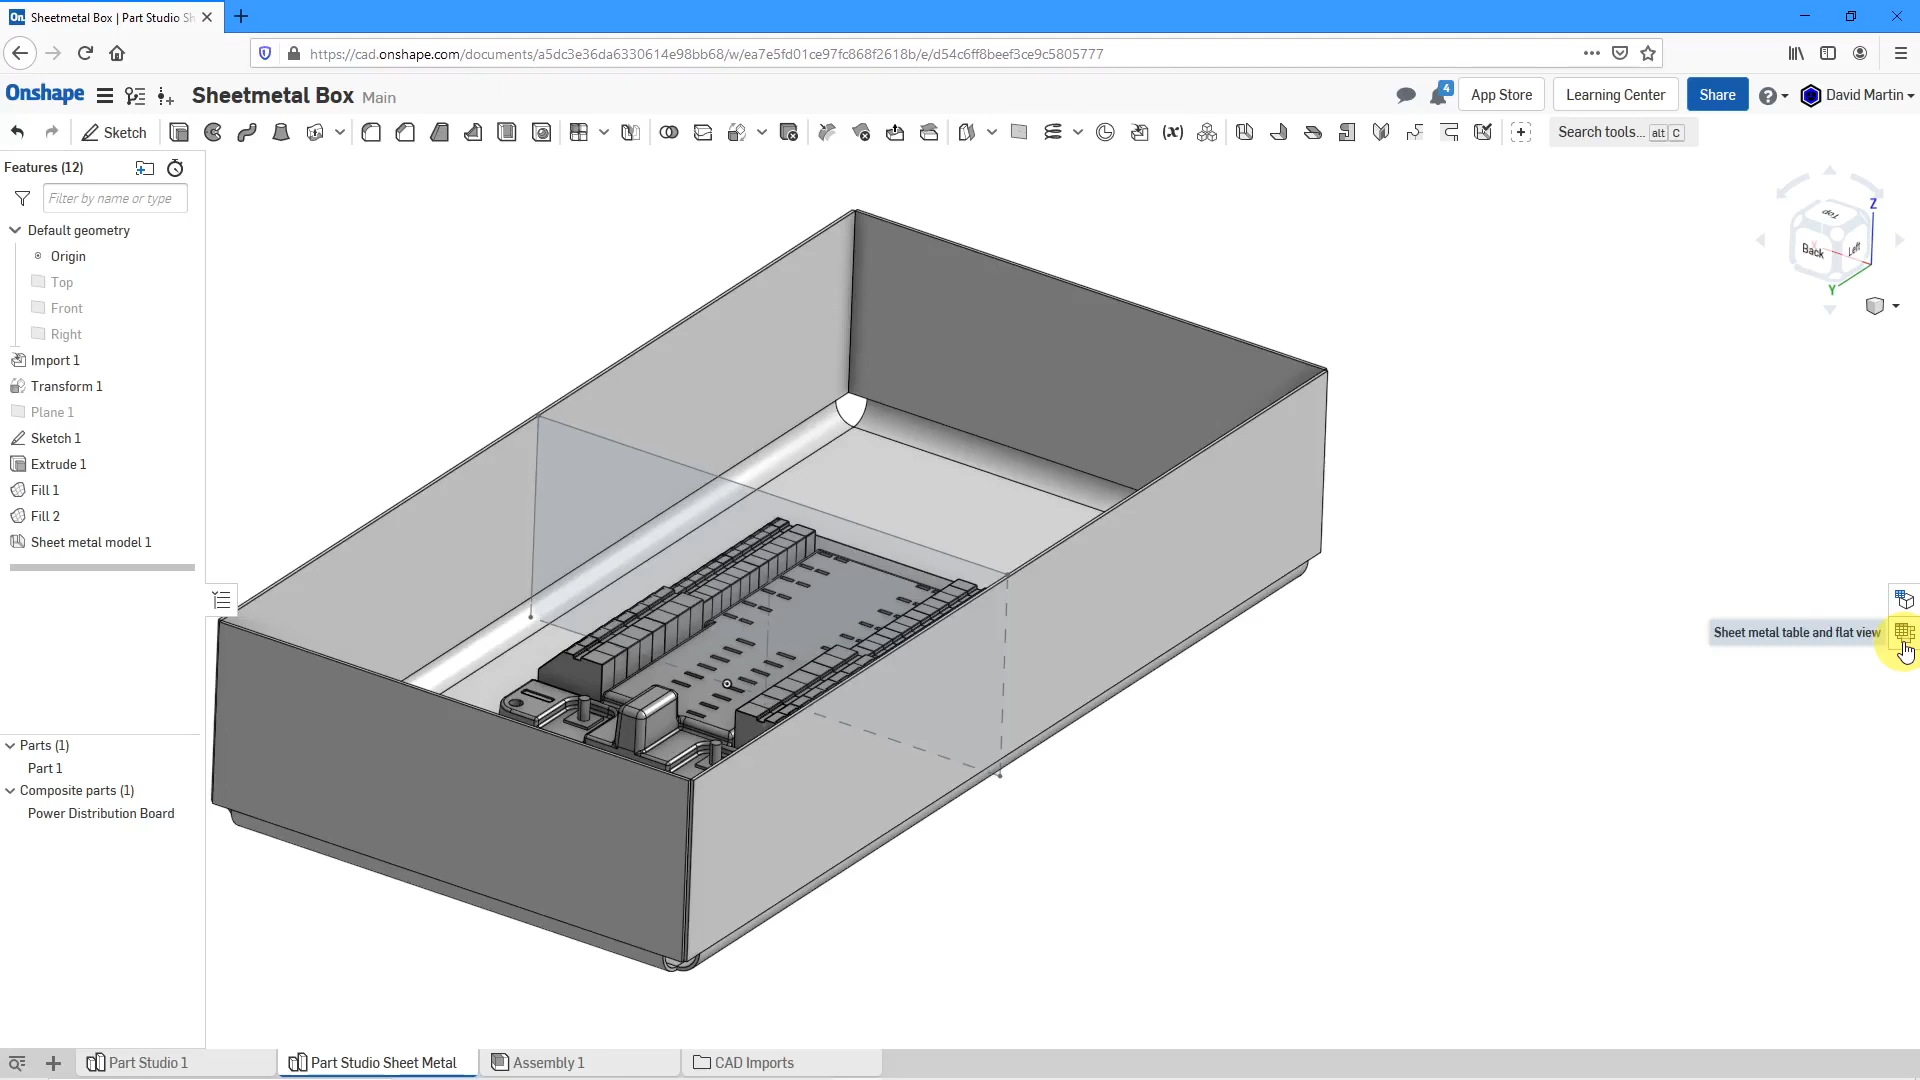 Sheetmetal Box | Part Studio Sh
https://cad.onshape.com/documents/a5dc3e36da6330614e98bb68/w/ea7e5fd01ce97fc868f2618b/e/d54c6ff8beef3ce9c5805777
Onshape
Sheetmetal Box Main
4
App Store
Learning Center
Share
David Martin
Sketch
Search tools... alt C
Features (12)
Filter by name or type
Default geometry
Origin
Top
Front
Right
Import 1
Transform 1
Plane 1
Sketch 1
Extrude 1
Fill 1
Fill 2
Sheet metal model 1
Z
Top
Back
Left
X
Y
Sheet metal table and flat view
Parts (1)
Part 1
Composite parts (1)
Power Distribution Board
Part Studio 1
Part Studio Sheet Metal
Assembly 1
CAD Imports